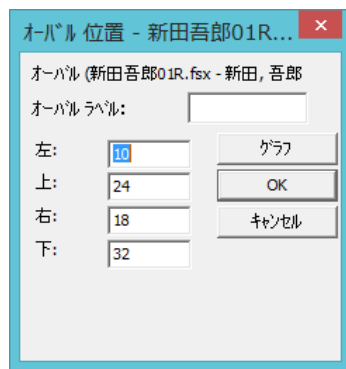 ｵｰﾊﾞﾙ 位置 - 新田吾郎01R...
ｵｰﾊﾞﾙ (新田吾郎01R.fsx - 新田, 吾郎
ｵｰﾊﾞﾙ ﾗﾍﾞﾙ:
左: 10 ｸﾞﾗﾌ
上: 24 OK
右: 18 ｷｬﾝｾﾙ
下: 32